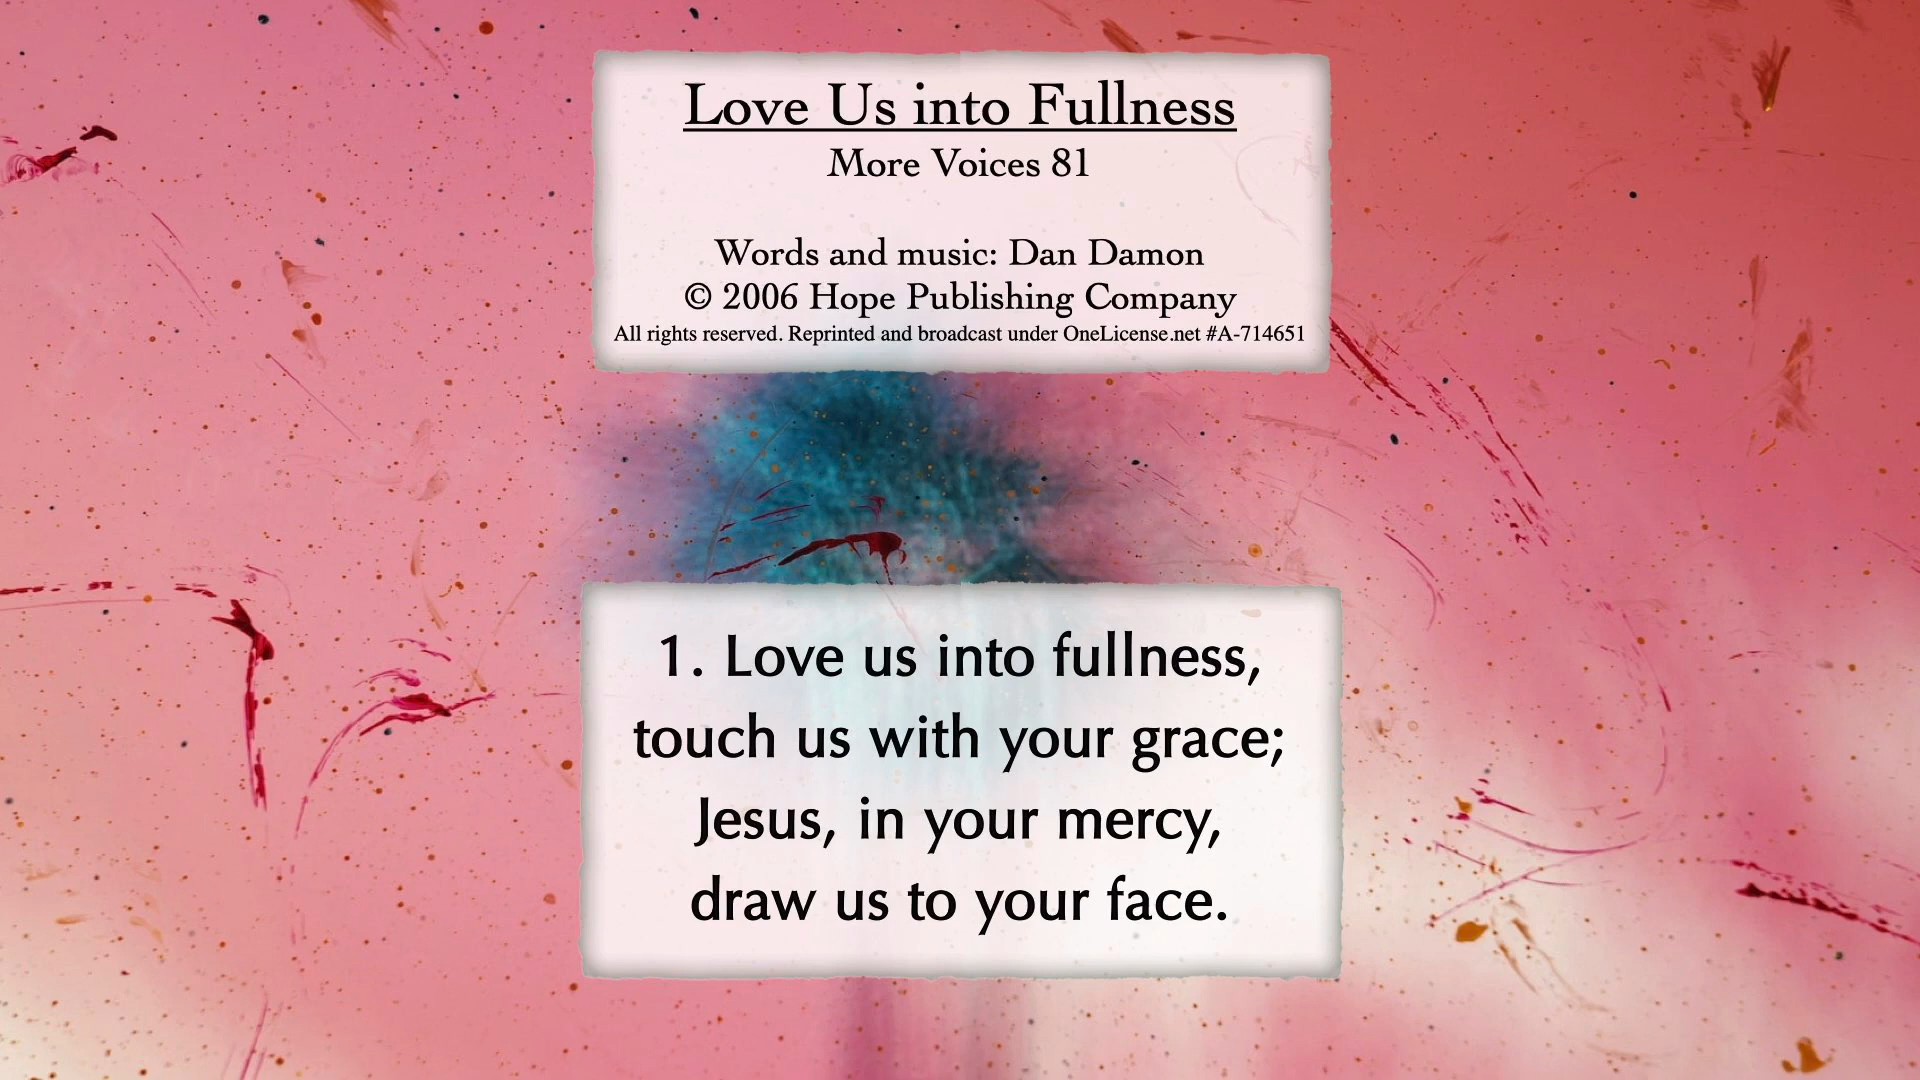 Love Us into Fullness
More Voices 81
Words and music: Dan Damon
© 2006 Hope Publishing Company
All rights reserved. Reprinted and broadcast under OneLicense.net #A-714651
1. Love us into fullness,
touch us with your grace;
Jesus, in your mercy,
draw us to your face.